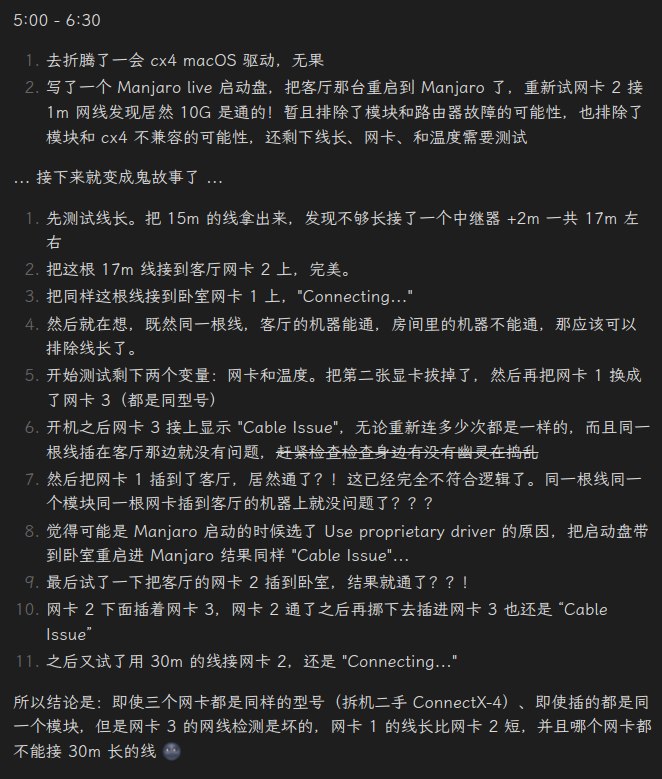 5:00 - 6:30
1. 去折腾了一会 cx4 macOS 驱动，无果
2. 写了一个 Manjaro live 启动盘，把客厅那台重启到 Manjaro 了，重新试网卡 2 接
1m 网线发现居然 10G 是通的！暂且排除了模块和路由器故障的可能性，也排除了
模块和 cx4 不兼容的可能性，还剩下线长、网卡、和温度需要测试
... 接下来就变成鬼故事了 ...
1. 先测试线长。把 15m 的线拿出来，发现不够长接了一个中继器 +2m 一共 17m 左
右
2. 把这根 17m 线接到客厅网卡 2 上，完美。
3. 把同样这根线接到卧室网卡 1 上，"Connecting..."
4. 然后就在想，既然同一根线，客厅的机器能通，房间里的机器不能通，那应该可以
排除线长了。
5. 开始测试剩下两个变量：网卡和温度。把第二张显卡拔掉了，然后再把网卡 1 换成
了网卡 3（都是同型号）
6. 开机之后网卡 3 接上显示 "Cable Issue"，无论重新连多少次都是一样的，而且同一
根线插在客厅那边就没有问题，赶紧检查检查身边有没有幽灵在捣乱
7. 然后把网卡 1 插到了客厅，居然通了？！这已经完全不符合逻辑了。同一根线同一
个模块同一根网卡插到客厅的机器上就没问题了？？？
8. 觉得可能是 Manjaro 启动的时候选了 Use proprietary driver 的原因，把启动盘带
到卧室重启进 Manjaro 结果同样 "Cable Issue"...
9. 最后试了一下把客厅的网卡 2 插到卧室，结果就通了？？！
10. 网卡 2 下面插着网卡 3，网卡 2 通了之后再挪下去插进网卡 3 也还是 “Cable
Issue”
11. 之后又试了用 30m 的线接网卡 2，还是 "Connecting..."
所以结论是：即使三个网卡都是同样的型号（拆机二手 ConnectX-4）、即使插的都是同
一个模块，但是网卡 3 的网线检测是坏的，网卡 1 的线长比网卡 2 短，并且哪个网卡都
不能接 30m 长的线 🌚